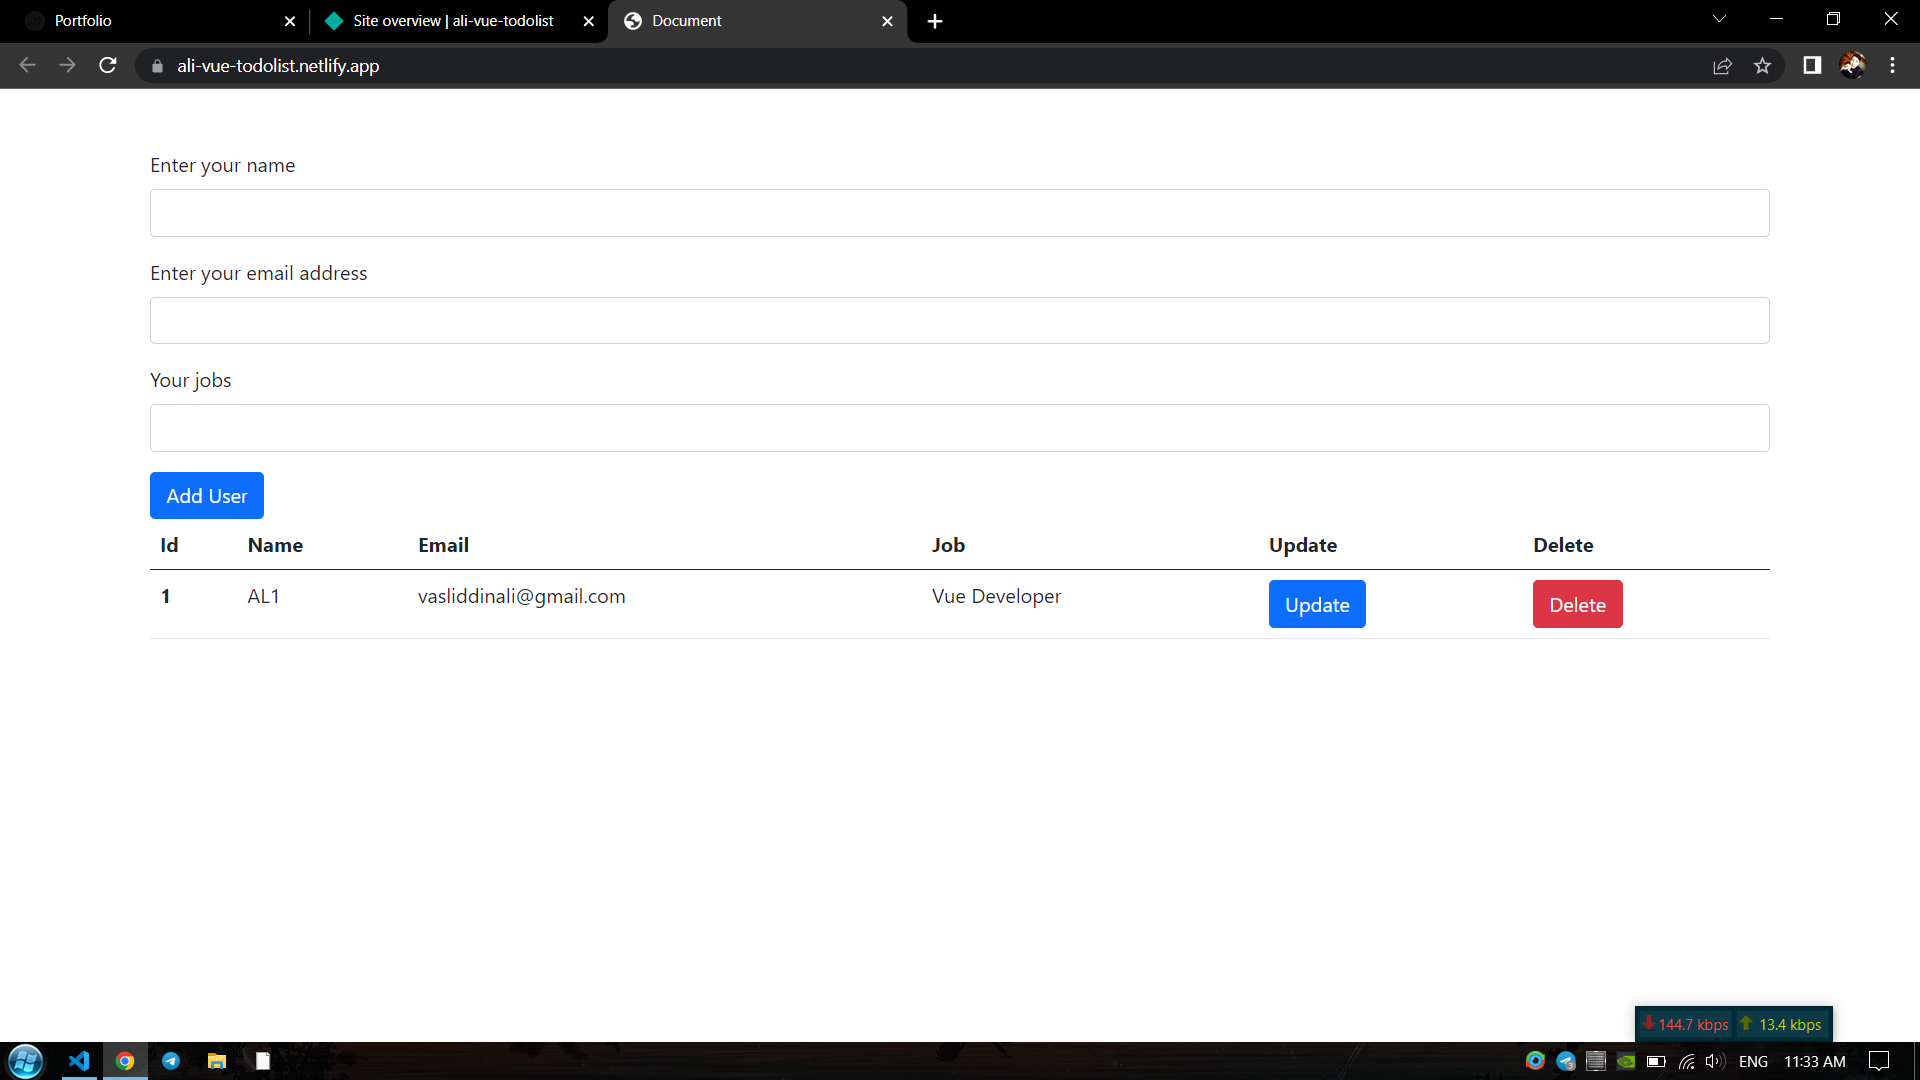 Portfolio
Site overview | ali-vue-todolist
Document
ali-vue-todolist.netlify.app
Enter your name
Enter your email address
Your jobs
Add User
Id Name Email Job Update Delete
1 AL1 vasliddinali@gmail.com Vue Developer Update Delete
144.7 kbps 13.4 kbps
ENG 11:33 AM